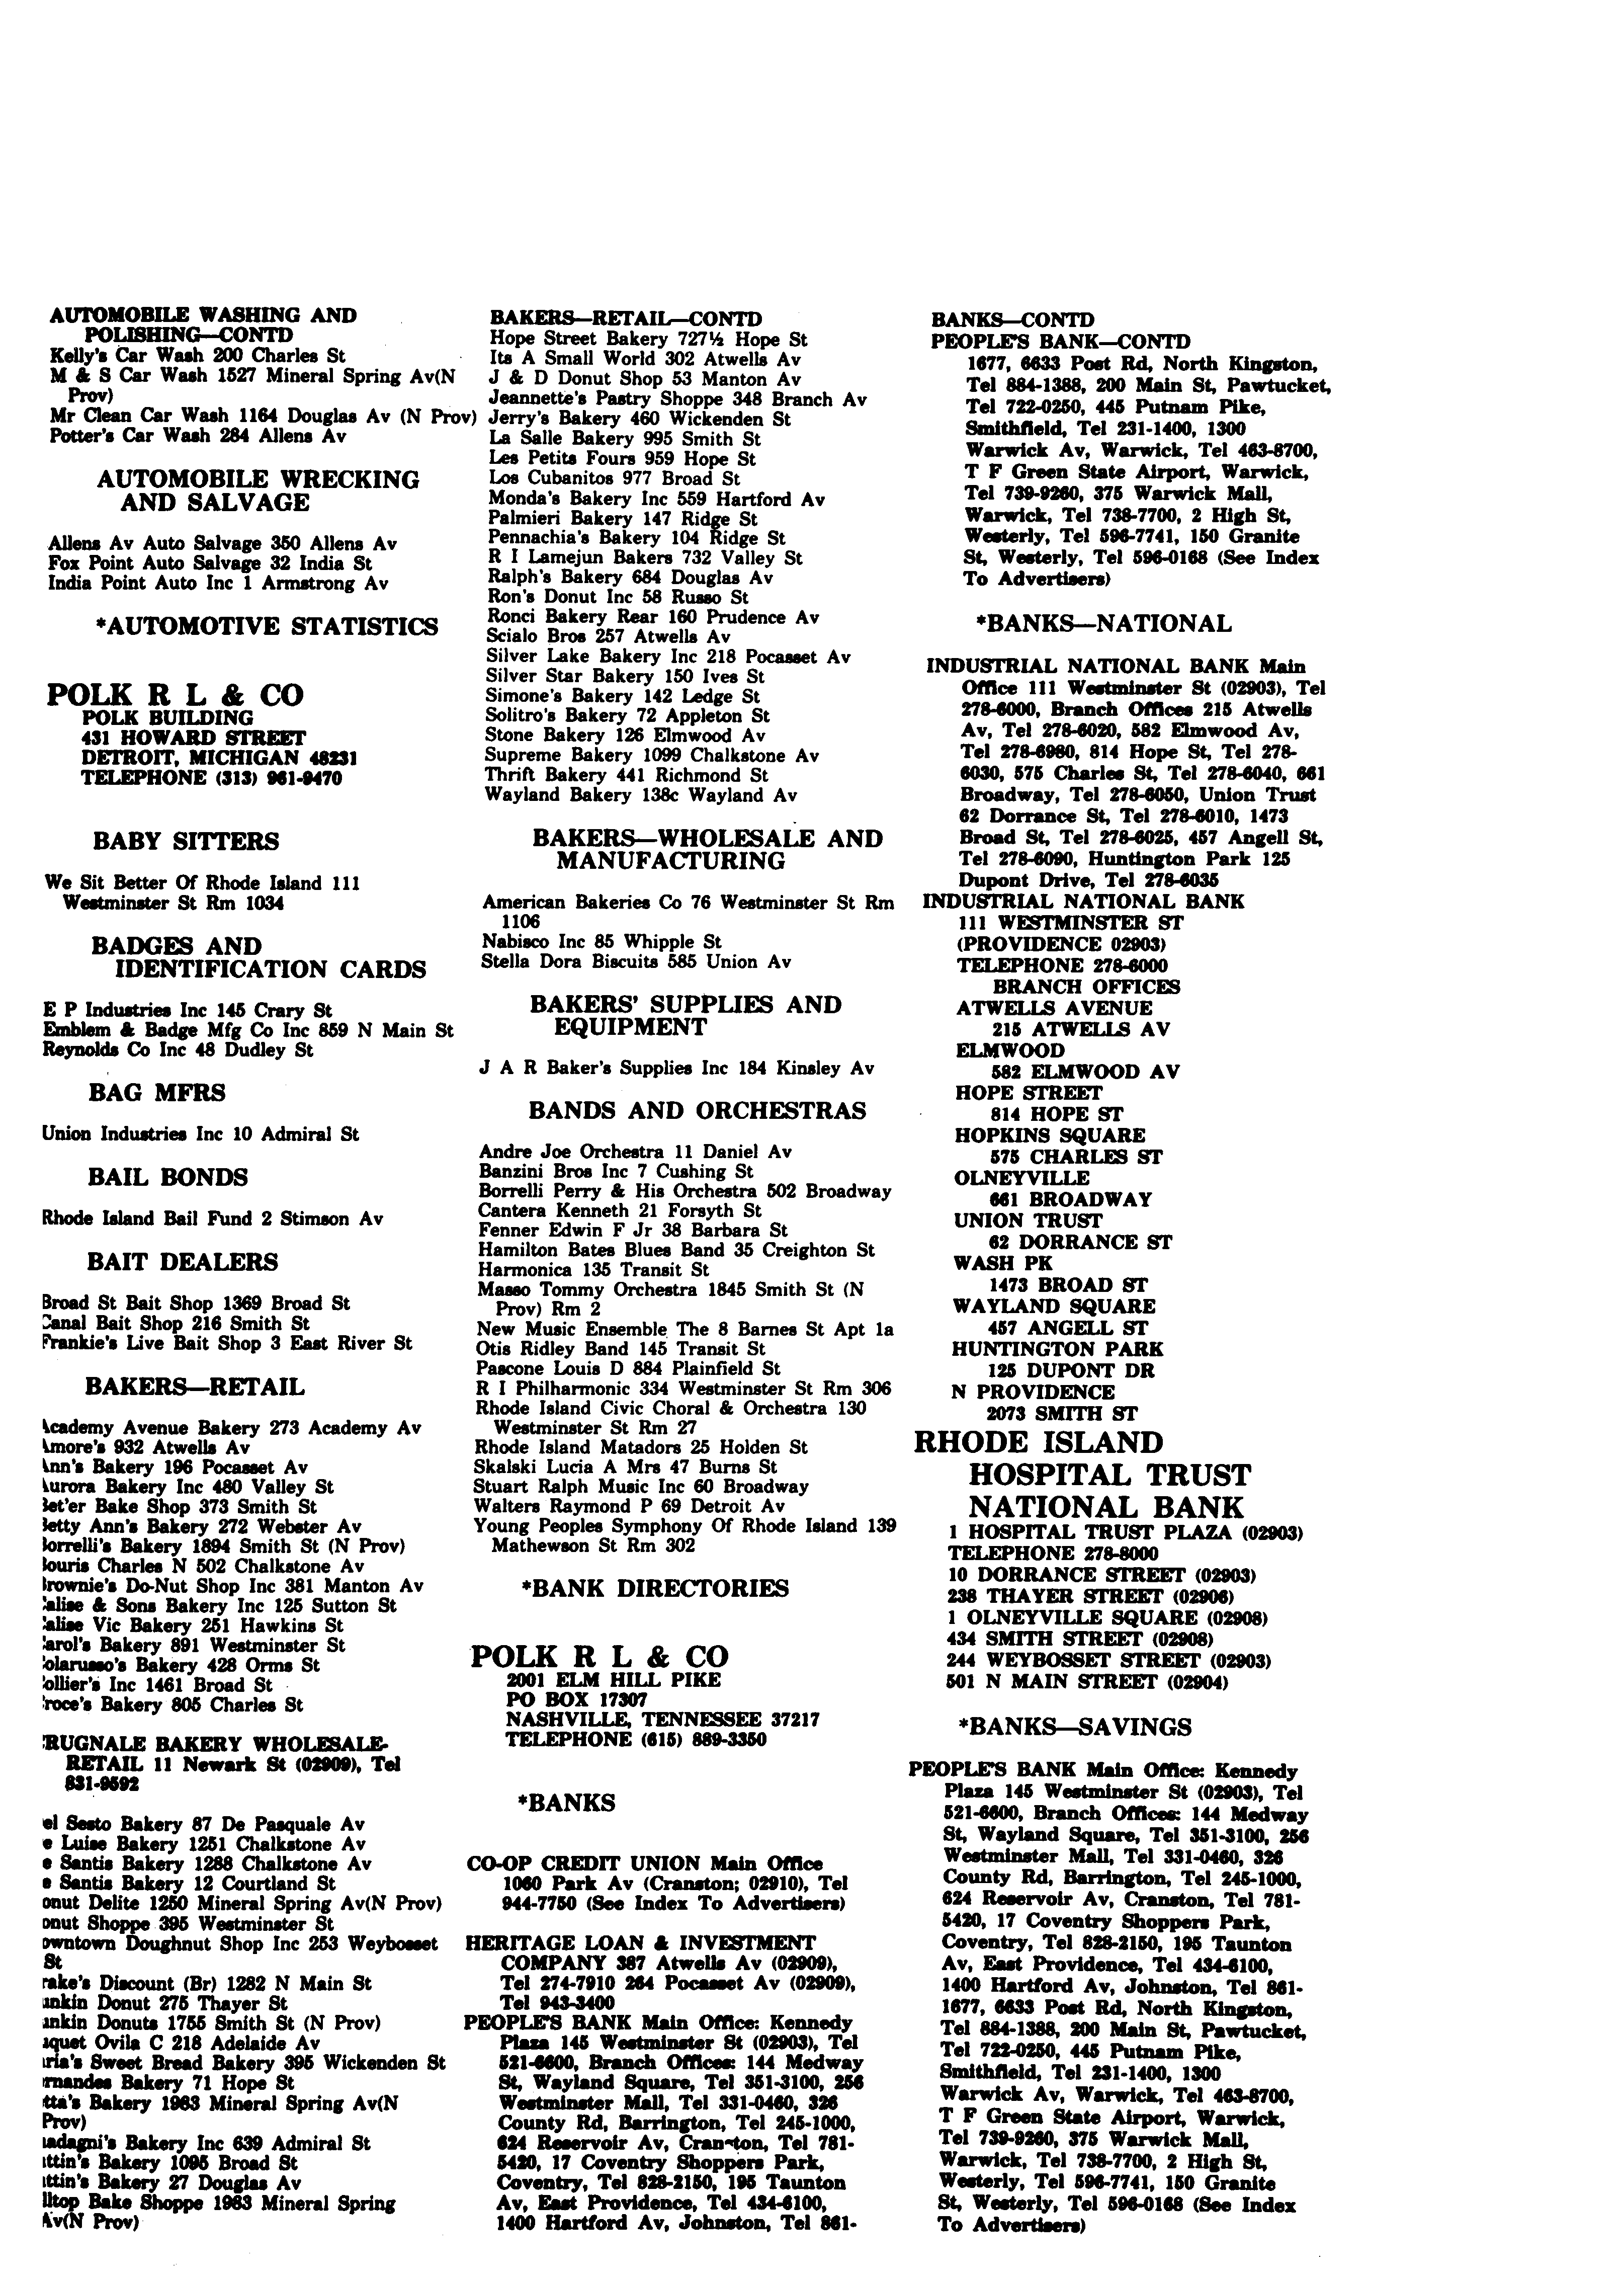 AUTOMOBILE WASHING AND
POLISHING—CONTD
Kelly's Car Wash 200 Charles St
M & S Car Wash 1527 Mineral Spring Av(N
Prov)
Mr Clean Car Wash 1164 Douglas Av (N Prov)
Potter's Car Wash 284 Allens Av
AUTOMOBILE WRECKING
AND SALVAGE
Allens Av Auto Salvage 350 Allens Av
Fox Point Auto Salvage 32 India St
India Point Auto Inc 1 Armstrong Av
*AUTOMOTIVE STATISTICS
POLK R L & CO
POLK BUILDING
431 HOWARD STREET
DETROIT, MICHIGAN 48231
TELEPHONE (313) 961-9470
BABY SITTERS
We Sit Better Of Rhode Island 111
Westminster St Rm 1034
BADGES AND
IDENTIFICATION CARDS
E P Industries Inc 145 Crary St
Emblem & Badge Mfg Co Inc 859 N Main St
Reynolds Co Inc 48 Dudley St
BAG MFRS
Union Industries Inc 10 Admiral St
BAIL BONDS
Rhode Island Bail Fund 2 Stimson Av
BAIT DEALERS
Broad St Bait Shop 1369 Broad St
Canal Bait Shop 216 Smith St
Frankie's Live Bait Shop 3 East River St
BAKERS—RETAIL
Academy Avenue Bakery 273 Academy Av
Amore's 932 Atwells Av
Ann's Bakery 196 Pocasset Av
Aurora Bakery Inc 480 Valley St
Bet'er Bake Shop 373 Smith St
Betty Ann's Bakery 272 Webster Av
Borrelli's Bakery 1894 Smith St (N Prov)
Bouris Charles N 502 Chalkstone Av
Brownie's Do-Nut Shop Inc 381 Manton Av
Calise & Sons Bakery Inc 125 Sutton St
Calise Vic Bakery 251 Hawkins St
Carol's Bakery 891 Westminster St
Colarusso's Bakery 428 Orms St
Collier's Inc 1461 Broad St
Croce's Bakery 805 Charles St
CRUGNALE BAKERY WHOLESALE-
RETAIL 11 Newark St (02909), Tel
831-9592
el Sesto Bakery 87 De Pasquale Av
e Luise Bakery 1251 Chalkstone Av
e Santis Bakery 1288 Chalkstone Av
e Santis Bakery 12 Courtland St
onut Delite 1250 Mineral Spring Av(N Prov)
onut Shoppe 395 Westminster St
owntown Doughnut Shop Inc 253 Weybosset
St
rake's Discount (Br) 1282 N Main St
unkin Donut 275 Thayer St
unkin Donuts 1755 Smith St (N Prov)
quet Ovila C 218 Adelaide Av
ria's Sweet Bread Bakery 395 Wickenden St
rnandes Bakery 71 Hope St
tta's Bakery 1963 Mineral Spring Av(N
Prov)
adagni's Bakery Inc 639 Admiral St
ttin's Bakery 1095 Broad St
ttin's Bakery 27 Douglas Av
lltop Bake Shoppe 1963 Mineral Spring
Av(N Prov)
BAKERS—RETAIL—CONTD
Hope Street Bakery 727½ Hope St
Its A Small World 302 Atwells Av
J & D Donut Shop 53 Manton Av
Jeannette's Pastry Shoppe 348 Branch Av
Jerry's Bakery 460 Wickenden St
La Salle Bakery 995 Smith St
Les Petits Fours 959 Hope St
Los Cubanitos 977 Broad St
Monda's Bakery Inc 559 Hartford Av
Palmieri Bakery 147 Ridge St
Pennachia's Bakery 104 Ridge St
R I Lamejun Bakers 732 Valley St
Ralph's Bakery 684 Douglas Av
Ron's Donut Inc 58 Russo St
Ronci Bakery Rear 160 Prudence Av
Scialo Bros 257 Atwells Av
Silver Lake Bakery Inc 218 Pocasset Av
Silver Star Bakery 150 Ives St
Simone's Bakery 142 Ledge St
Solitro's Bakery 72 Appleton St
Stone Bakery 126 Elmwood Av
Supreme Bakery 1099 Chalkstone Av
Thrift Bakery 441 Richmond St
Wayland Bakery 138c Wayland Av
BAKERS—WHOLESALE AND
MANUFACTURING
American Bakeries Co 76 Westminster St Rm
1106
Nabisco Inc 85 Whipple St
Stella Dora Biscuits 585 Union Av
BAKERS' SUPPLIES AND
EQUIPMENT
J A R Baker's Supplies Inc 184 Kinsley Av
BANDS AND ORCHESTRAS
Andre Joe Orchestra 11 Daniel Av
Banzini Bros Inc 7 Cushing St
Borrelli Perry & His Orchestra 502 Broadway
Cantera Kenneth 21 Forsyth St
Fenner Edwin F Jr 38 Barbara St
Hamilton Bates Blues Band 35 Creighton St
Harmonica 135 Transit St
Masso Tommy Orchestra 1845 Smith St (N
Prov) Rm 2
New Music Ensemble The 8 Barnes St Apt 1a
Otis Ridley Band 145 Transit St
Pascone Louis D 884 Plainfield St
R I Philharmonic 334 Westminster St Rm 306
Rhode Island Civic Choral & Orchestra 130
Westminster St Rm 27
Rhode Island Matadors 25 Holden St
Skalski Lucia A Mrs 47 Burns St
Stuart Ralph Music Inc 60 Broadway
Walters Raymond P 69 Detroit Av
Young Peoples Symphony Of Rhode Island 139
Mathewson St Rm 302
*BANK DIRECTORIES
POLK R L & CO
2001 ELM HILL PIKE
PO BOX 17307
NASHVILLE, TENNESSEE 37217
TELEPHONE (615) 889-3350
*BANKS
CO-OP CREDIT UNION Main Office
1060 Park Av (Cranston; 02910), Tel
944-7750 (See Index To Advertisers)
HERITAGE LOAN & INVESTMENT
COMPANY 387 Atwells Av (02909),
Tel 274-7910 264 Pocasset Av (02909),
Tel 943-3400
PEOPLE'S BANK Main Office: Kennedy
Plaza 145 Westminster St (02903), Tel
521-6600, Branch Offices: 144 Medway
St, Wayland Square, Tel 351-3100, 256
Westminster Mall, Tel 331-0460, 326
County Rd, Barrington, Tel 245-1000,
624 Reservoir Av, Cranston, Tel 781-
5420, 17 Coventry Shoppers Park,
Coventry, Tel 828-2150, 195 Taunton
Av, East Providence, Tel 434-6100,
1400 Hartford Av, Johnston, Tel 861-
BANKS—CONTD
PEOPLE'S BANK—CONTD
1677, 6633 Post Rd, North Kingston,
Tel 884-1388, 200 Main St, Pawtucket,
Tel 722-0250, 445 Putnam Pike,
Smithfield, Tel 231-1400, 1300
Warwick Av, Warwick, Tel 463-8700,
T F Green State Airport, Warwick,
Tel 739-9260, 375 Warwick Mall,
Warwick, Tel 738-7700, 2 High St,
Westerly, Tel 596-7741, 150 Granite
St, Westerly, Tel 596-0168 (See Index
To Advertisers)
*BANKS—NATIONAL
INDUSTRIAL NATIONAL BANK Main
Office 111 Westminster St (02903), Tel
278-6000, Branch Offices 215 Atwells
Av, Tel 278-6020, 582 Elmwood Av,
Tel 278-6980, 814 Hope St, Tel 278-
6030, 575 Charles St, Tel 278-6040, 661
Broadway, Tel 278-6050, Union Trust
62 Dorrance St, Tel 278-6010, 1473
Broad St, Tel 278-6025, 457 Angell St,
Tel 278-6090, Huntington Park 125
Dupont Drive, Tel 278-6035
INDUSTRIAL NATIONAL BANK
111 WESTMINSTER ST
(PROVIDENCE 02903)
TELEPHONE 278-6000
BRANCH OFFICES
ATWELLS AVENUE
215 ATWELLS AV
ELMWOOD
582 ELMWOOD AV
HOPE STREET
814 HOPE ST
HOPKINS SQUARE
575 CHARLES ST
OLNEYVILLE
661 BROADWAY
UNION TRUST
62 DORRANCE ST
WASH PK
1473 BROAD ST
WAYLAND SQUARE
457 ANGELL ST
HUNTINGTON PARK
125 DUPONT DR
N PROVIDENCE
2073 SMITH ST
RHODE ISLAND
HOSPITAL TRUST
NATIONAL BANK
1 HOSPITAL TRUST PLAZA (02903)
TELEPHONE 278-8000
10 DORRANCE STREET (02903)
238 THAYER STREET (02906)
1 OLNEYVILLE SQUARE (02908)
434 SMITH STREET (02908)
244 WEYBOSSET STREET (02903)
501 N MAIN STREET (02904)
*BANKS—SAVINGS
PEOPLE'S BANK Main Office: Kennedy
Plaza 145 Westminster St (02903), Tel
521-6600, Branch Offices: 144 Medway
St, Wayland Square, Tel 351-3100, 256
Westminster Mall, Tel 331-0460, 326
County Rd, Barrington, Tel 245-1000,
624 Reservoir Av, Cranston, Tel 781-
5420, 17 Coventry Shoppers Park,
Coventry, Tel 828-2150, 195 Taunton
Av, East Providence, Tel 434-6100,
1400 Hartford Av, Johnston, Tel 861-
1677, 6633 Post Rd, North Kingston,
Tel 884-1388, 200 Main St, Pawtucket,
Tel 722-0250, 445 Putnam Pike,
Smithfield, Tel 231-1400, 1300
Warwick Av, Warwick, Tel 463-8700,
T F Green State Airport, Warwick,
Tel 739-9260, 375 Warwick Mall,
Warwick, Tel 738-7700, 2 High St,
Westerly, Tel 596-7741, 150 Granite
St, Westerly, Tel 596-0168 (See Index
To Advertisers)